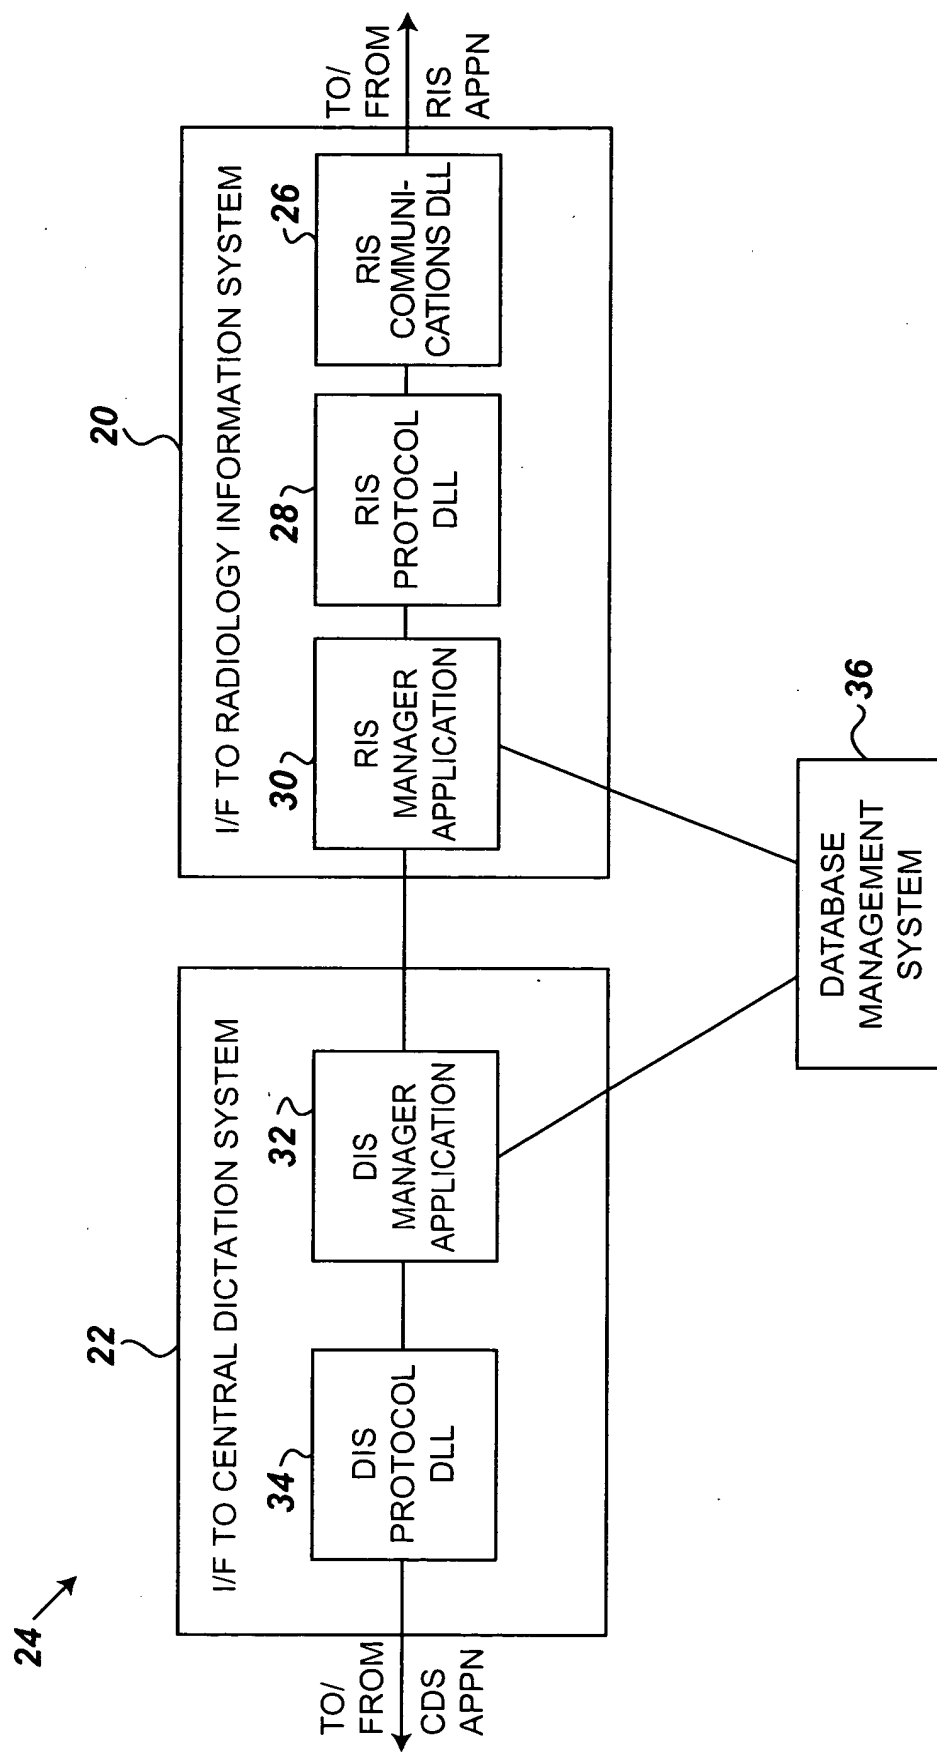 24
22
I/F TO CENTRAL DICTATION SYSTEM
TO/
FROM
CDS
APPN
34
DIS
PROTOCOL
DLL
32
DIS
MANAGER
APPLICATION
20
I/F TO RADIOLOGY INFORMATION SYSTEM
30
RIS
MANAGER
APPLICATION
28
RIS
PROTOCOL
DLL
26
RIS
COMMUNI-
CATIONS DLL
TO/
FROM
RIS
APPN
36
DATABASE
MANAGEMENT
SYSTEM